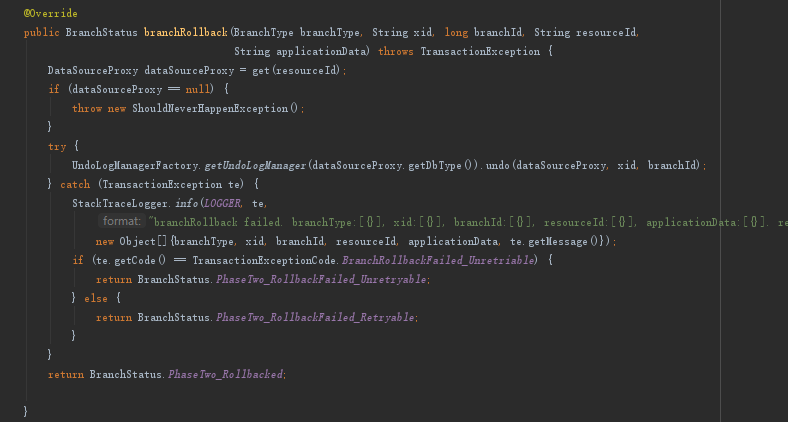 @Override
public BranchStatus branchRollback(BranchType branchType, String xid, long branchId, String resourceId,
String applicationData) throws TransactionException {
DataSourceProxy dataSourceProxy = get(resourceId);
if (dataSourceProxy == null) {
throw new ShouldNeverHappenException();
}
try {
UndoLogManagerFactory.getUndoLogManager(dataSourceProxy.getDbType()).undo(dataSourceProxy, xid, branchId);
} catch (TransactionException te) {
StackTraceLogger.info(LOGGER, te,
format: "branchRollback failed. branchType:[{}], xid:[{}], branchId:[{}], resourceId:[{}], applicationData:[{}]. re
new Object[]{branchType, xid, branchId, resourceId, applicationData, te.getMessage()});
if (te.getCode() == TransactionExceptionCode.BranchRollbackFailed_Unretriable) {
return BranchStatus.PhaseTwo_RollbackFailed_Unretryable;
} else {
return BranchStatus.PhaseTwo_RollbackFailed_Retryable;
}
}
return BranchStatus.PhaseTwo_Rollbacked;
}